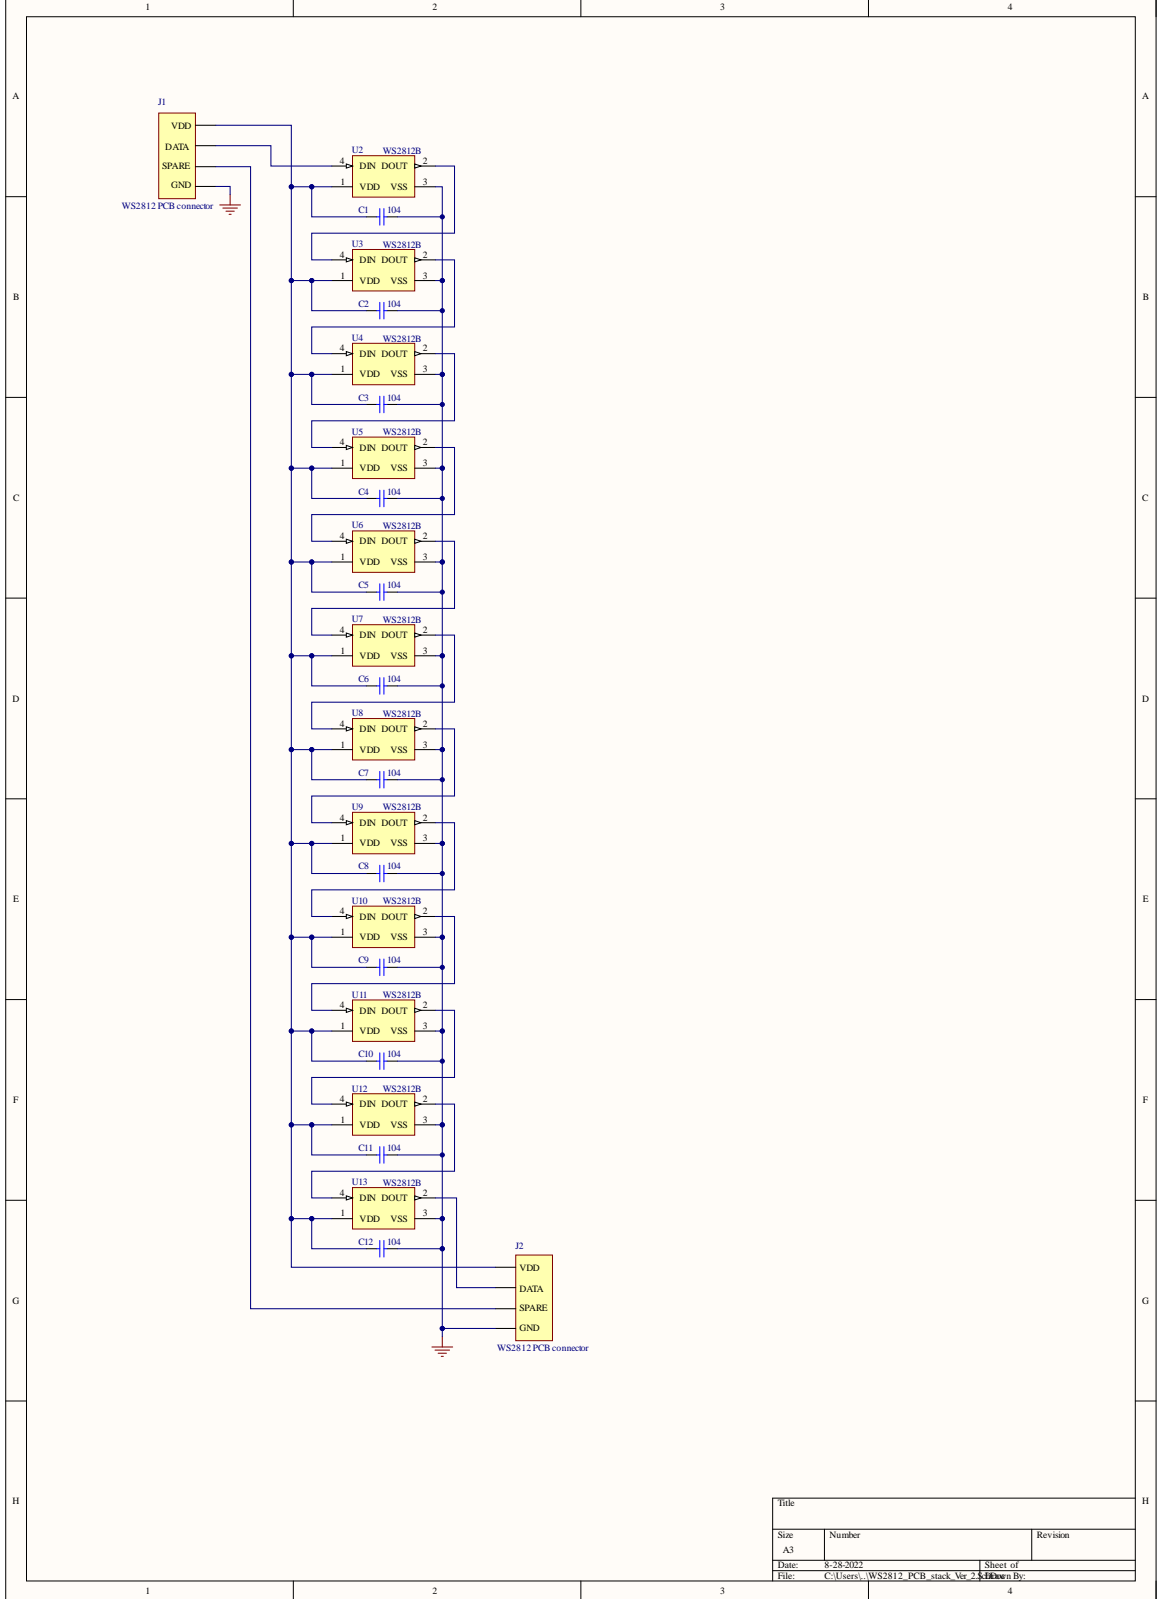 1 2 3 4
A A
J1
VDD
DATA
SPARE
GND
WS2812 PCB connector
U2 WS2812B
4 DIN DOUT 2
1 VDD VSS 3
C1 104
U3 WS2812B
4 DIN DOUT 2
1 VDD VSS 3
B B
C2 104
U4 WS2812B
4 DIN DOUT 2
1 VDD VSS 3
C3 104
U5 WS2812B
4 DIN DOUT 2
1 VDD VSS 3
C4 104
C C
U6 WS2812B
4 DIN DOUT 2
1 VDD VSS 3
C5 104
U7 WS2812B
4 DIN DOUT 2
1 VDD VSS 3
C6 104
D D
U8 WS2812B
4 DIN DOUT 2
1 VDD VSS 3
C7 104
U9 WS2812B
4 DIN DOUT 2
1 VDD VSS 3
C8 104
E E
U10 WS2812B
4 DIN DOUT 2
1 VDD VSS 3
C9 104
U11 WS2812B
4 DIN DOUT 2
1 VDD VSS 3
C10 104
U12 WS2812B
F F
4 DIN DOUT 2
1 VDD VSS 3
C11 104
U13 WS2812B
4 DIN DOUT 2
1 VDD VSS 3
C12 104
J2
VDD
DATA
G G
SPARE
GND
WS2812 PCB connector
H H
Title
Size Number Revision
A3
Date: 8-28-2022 Sheet of
File: C:\Users\..\WS2812_PCB_stack_Ver_2. By:
1 2 3 4